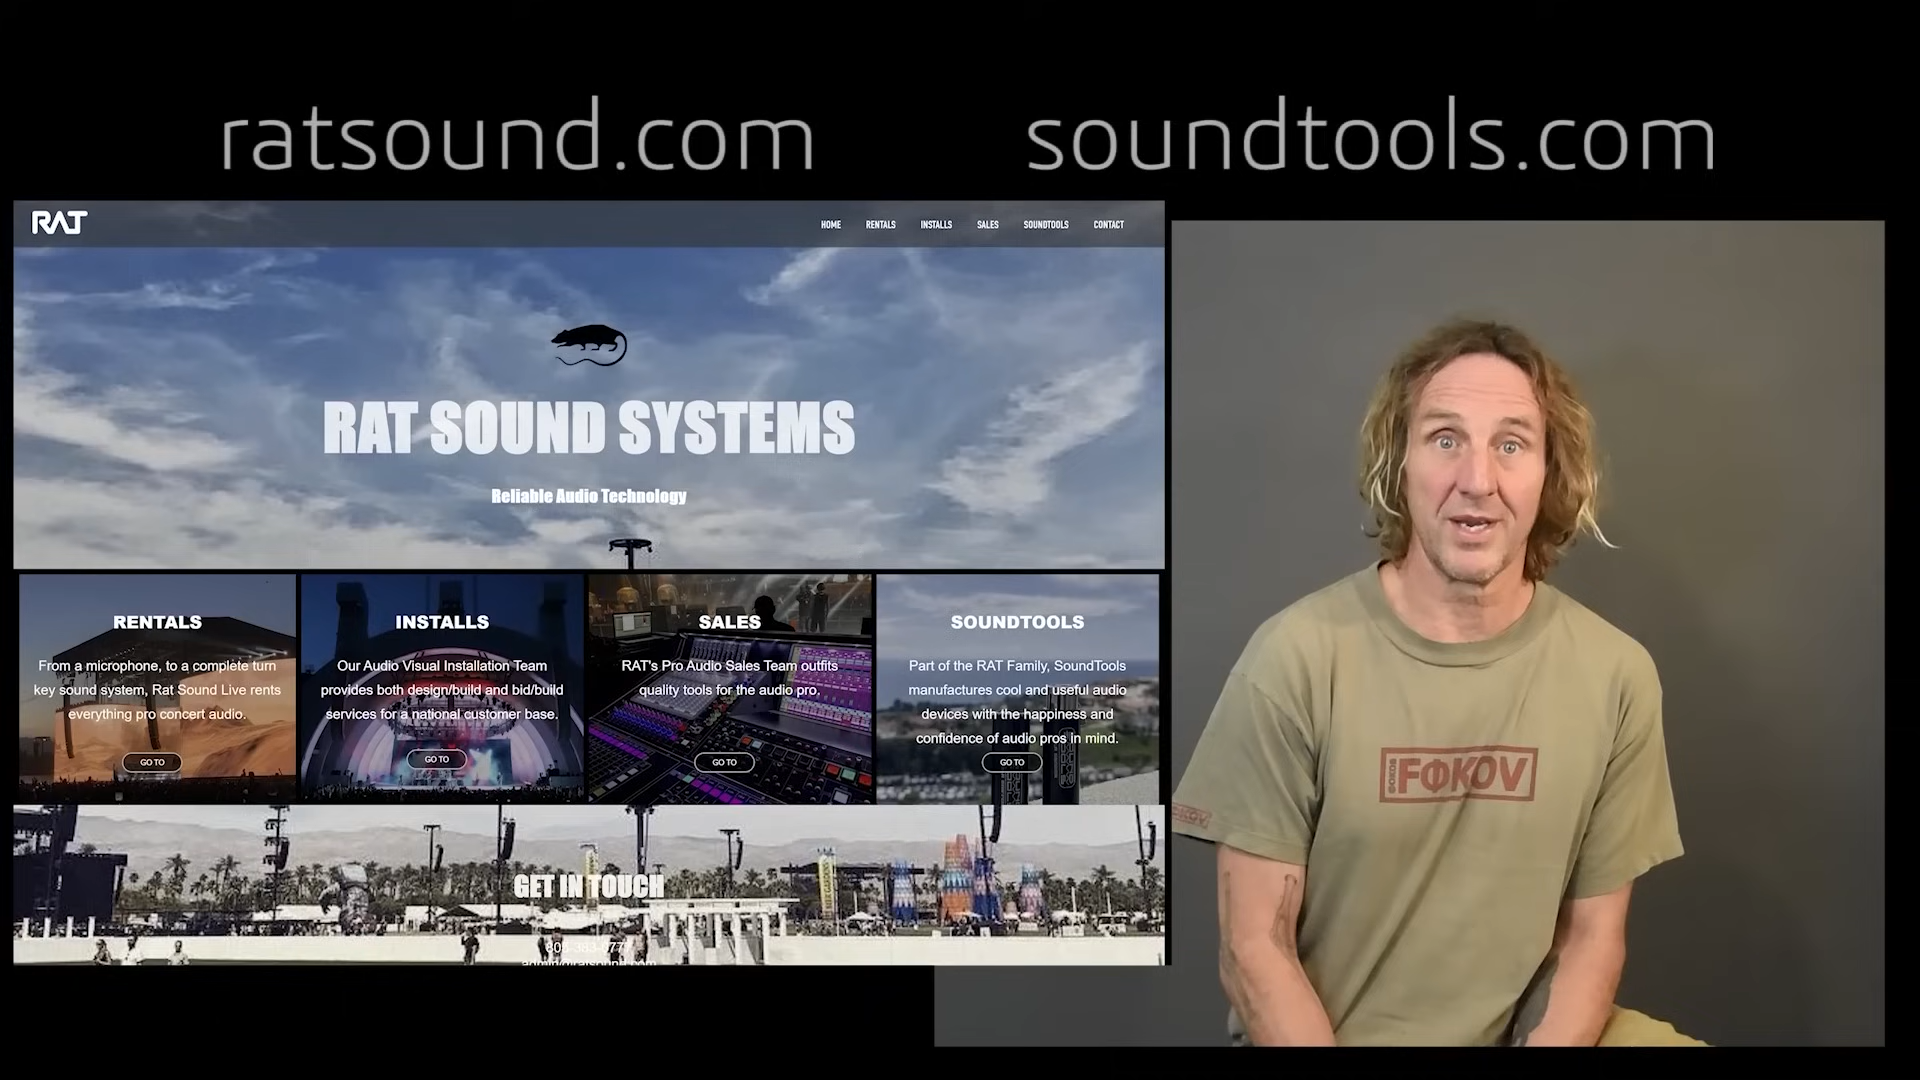 ratsound.com
soundtools.com
RAT
HOME RENTALS INSTALLS SALES SOUNDTOOLS CONTACT
RAT SOUND SYSTEMS
Reliable Audio Technology
RENTALS
From a microphone, to a complete turn
key sound system, Rat Sound Live rents
everything pro concert audio.
GO TO
INSTALLS
Our Audio Visual Installation Team
provides both design/build and bid/build
services for a national customer base.
GO TO
SALES
RAT's Pro Audio Sales Team outfits
quality tools for the audio pro.
GO TO
SOUNDTOOLS
Part of the RAT Family, SoundTools
manufactures cool and useful audio
devices with the happiness and
confidence of audio pros in mind.
GO TO
GET IN TOUCH
admin@ratsound.com
FΦKOV